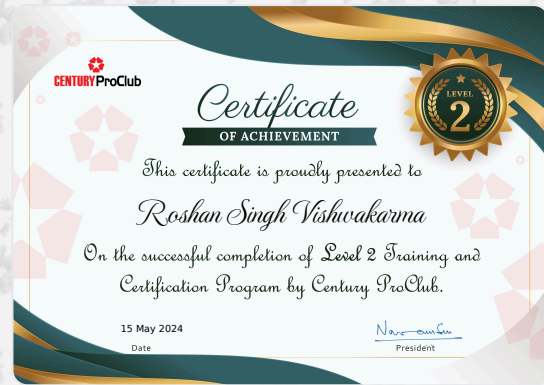 CENTURY ProClub
Certificate
OF ACHIEVEMENT
LEVEL
2
This certificate is proudly presented to
Roshan Singh Vishwakarma
On the successful completion of Level 2 Training and
Certification Program by Century ProClub.
15 May 2024
Date
President